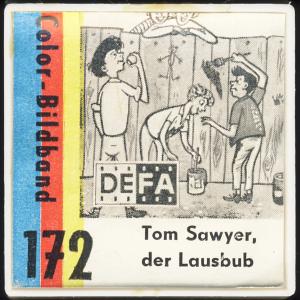 Color-Bildband
DEFA
172
Tom Sawyer,
der Lausbub